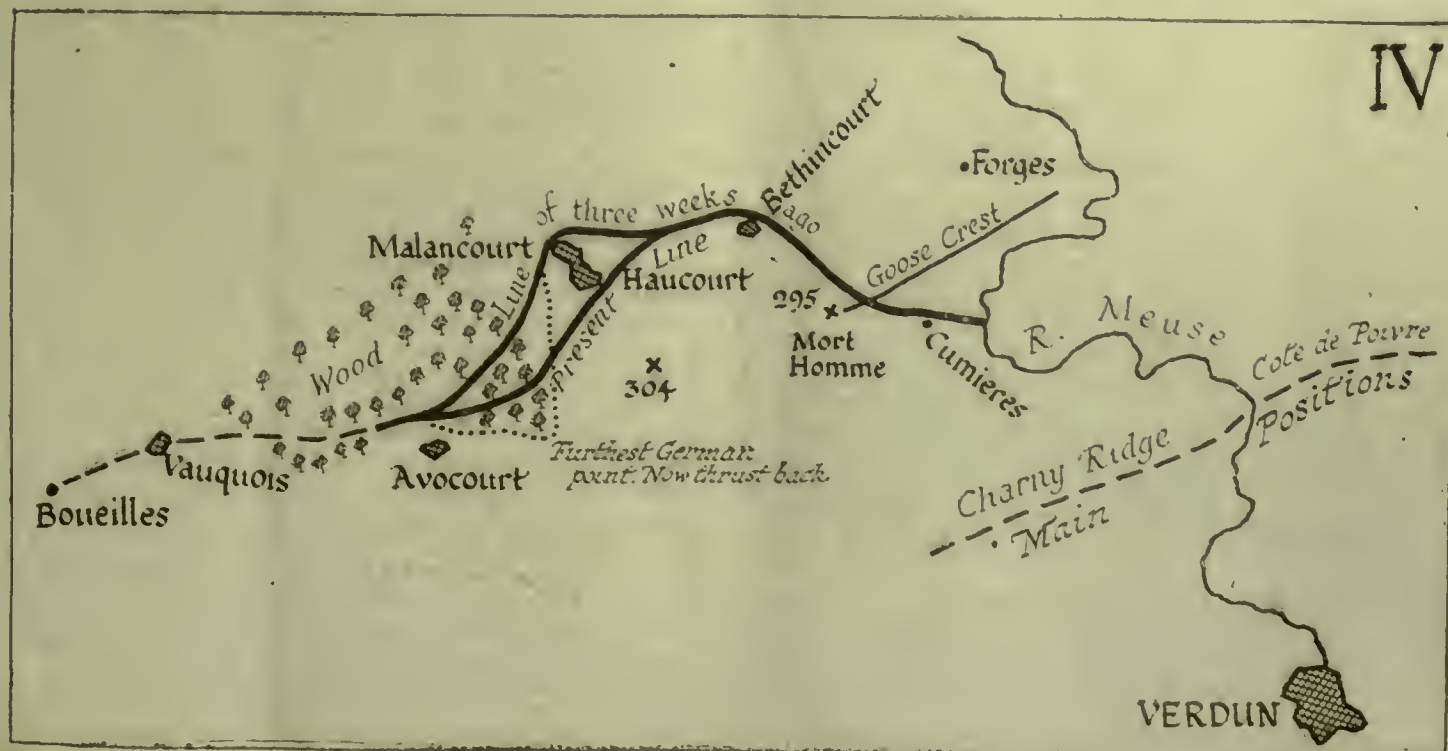 IV
Bethincourt
Forges
Line of three weeks ago
Malancourt
Goose Crest
Haucourt
Present Line
295
Mort
Homme
R. Meuse
Wood
304
Cumieres
Cote de Poivre
Charny Ridge
Main Positions
Vauquois
Avocourt
Furthest German
point. Now thrust back
Boueilles
VERDUN